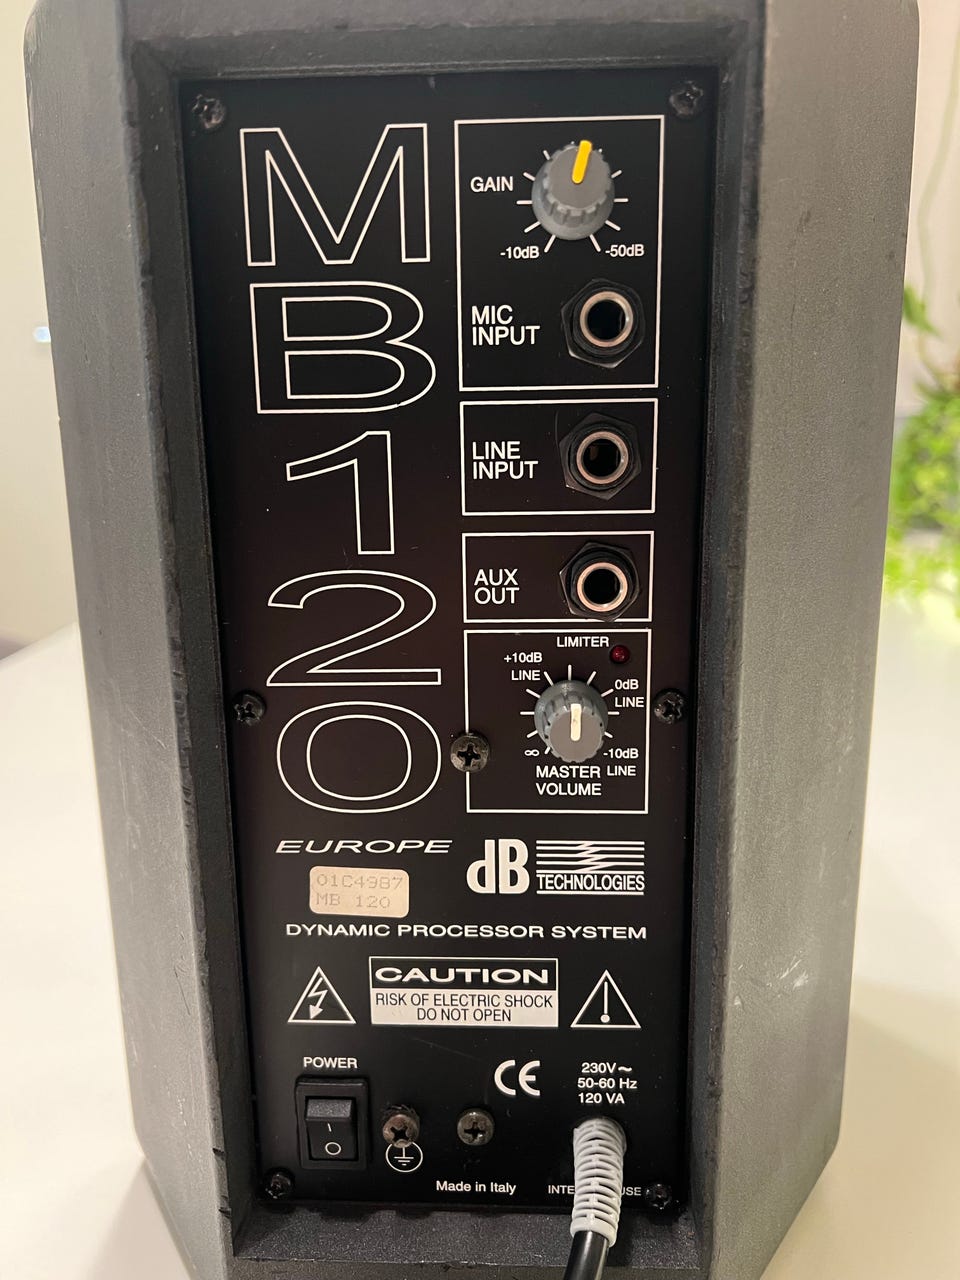 MB120
GAIN
-10dB
-50dB
MIC
INPUT
LINE
INPUT
AUX
OUT
LIMITER
+10dB
LINE
0dB
LINE
∞
-10dB
LINE
MASTER
VOLUME
EUROPE
dB
TECHNOLOGIES
01C4987
MB 120
DYNAMIC PROCESSOR SYSTEM
CAUTION
RISK OF ELECTRIC SHOCK
DO NOT OPEN
POWER
I
O
CE
230V~
50-60 Hz
120 VA
Made in Italy